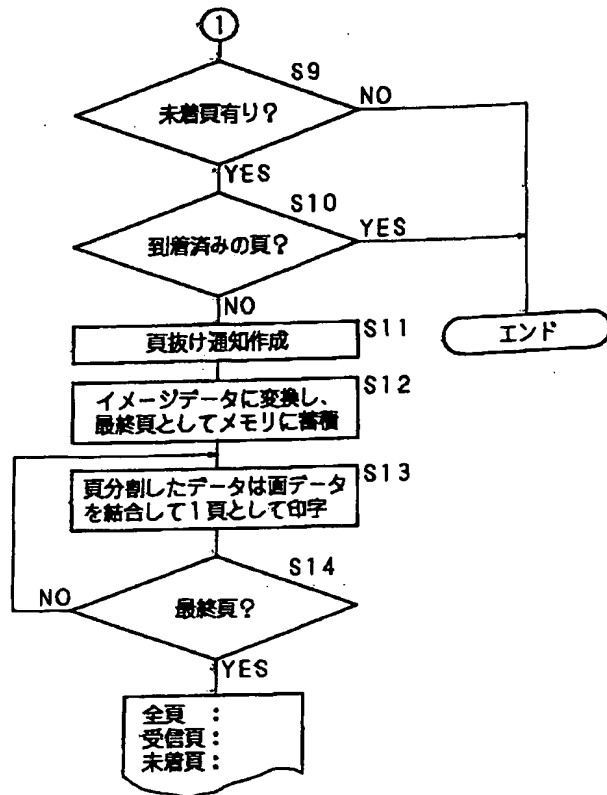 1
S9
未着頁有り?
NO
YES
S10
到着済みの頁?
YES
NO
エンド
S11
頁抜け通知作成
S12
イメージデータに変換し、
最終頁としてメモリに蓄積
S13
頁分割したデータは画データ
を結合して1頁として印字
S14
NO
最終頁?
YES
全頁 :
受信頁:
未着頁: